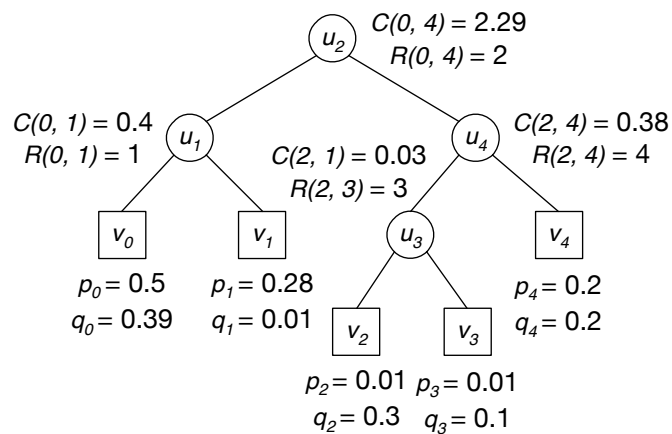 u2
C(0, 4) = 2.29
R(0, 4) = 2
C(0, 1) = 0.4
R(0, 1) = 1
u1
C(2, 1) = 0.03
R(2, 3) = 3
u4
C(2, 4) = 0.38
R(2, 4) = 4
v0
v1
u3
v4
p0 = 0.5
q0 = 0.39
p1 = 0.28
q1 = 0.01
p4 = 0.2
q4 = 0.2
v2
v3
p2 = 0.01
q2 = 0.3
p3 = 0.01
q3 = 0.1